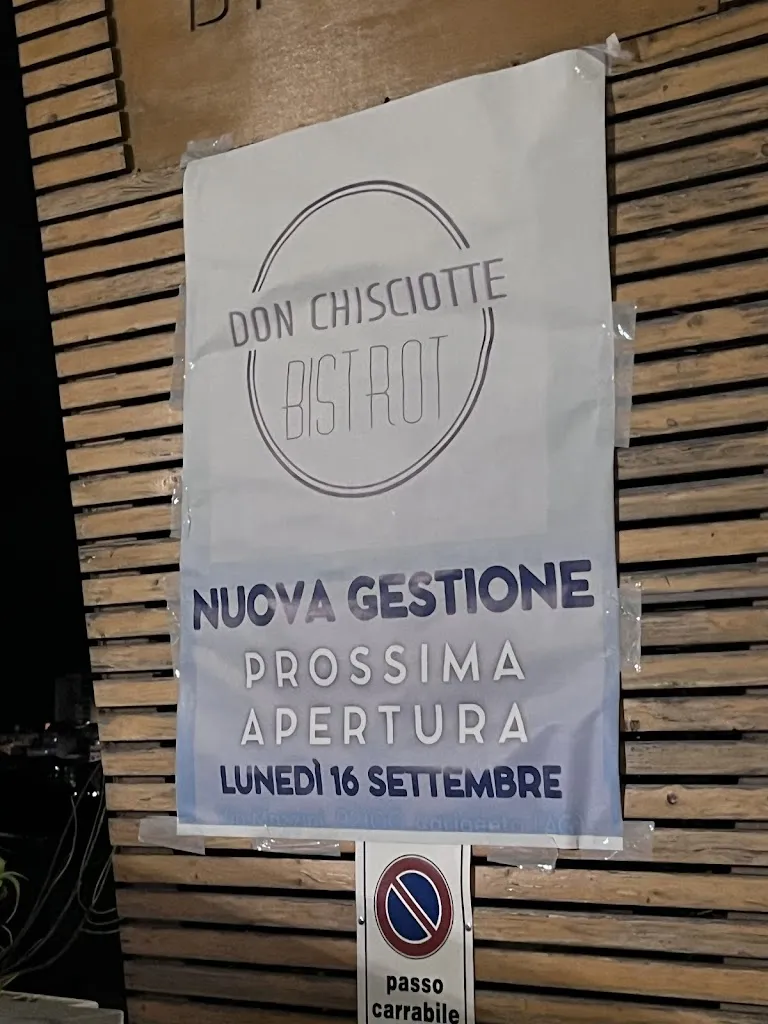 DON CHISCIOTTE
BISTROT
NUOVA GESTIONE
PROSSIMA
APERTURA
LUNEDÌ 16 SETTEMBRE
passo
carrabile